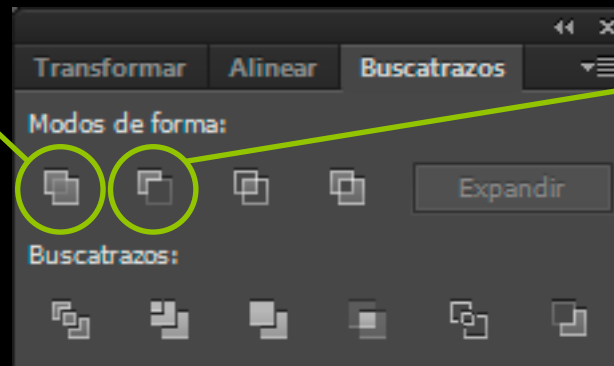 Transformar Alinear Buscatrazos
Modos de forma:
Expandir
Buscatrazos: